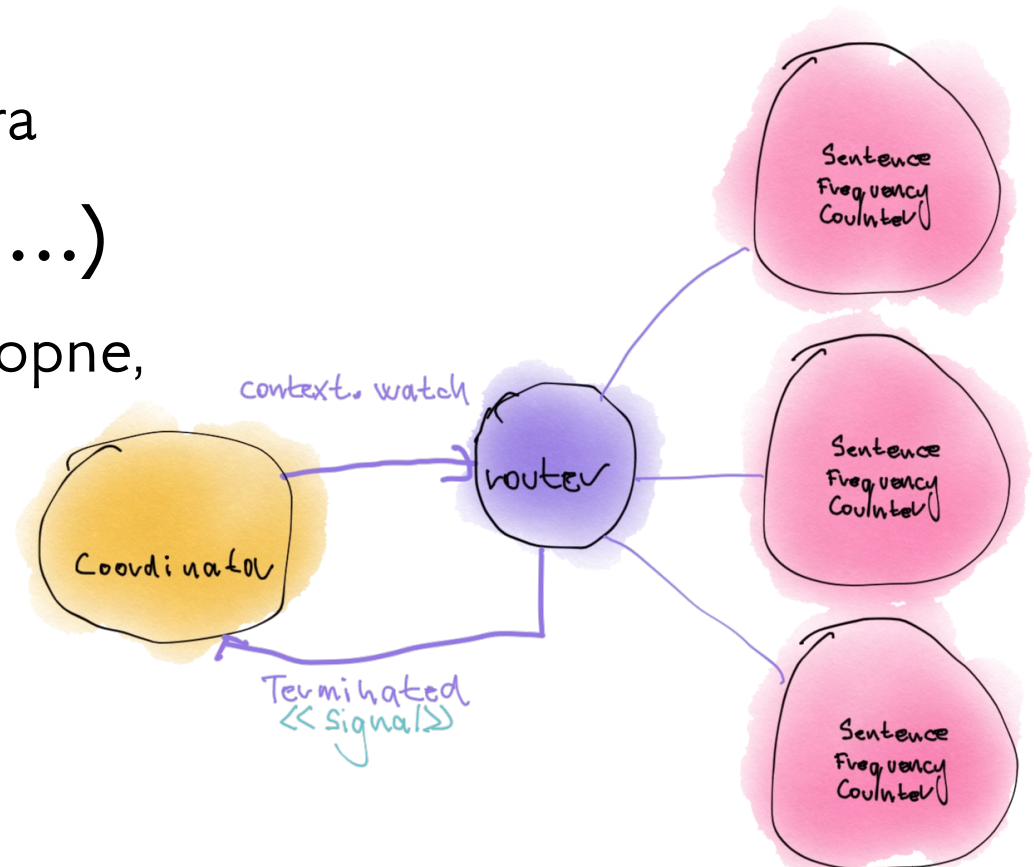 ra
...)
opne,
context.watch
router
Coordinator
Terminated
<<signal>>
Sentence
Frequency
Counter
Sentence
Frequency
Counter
Sentence
Frequency
Counter